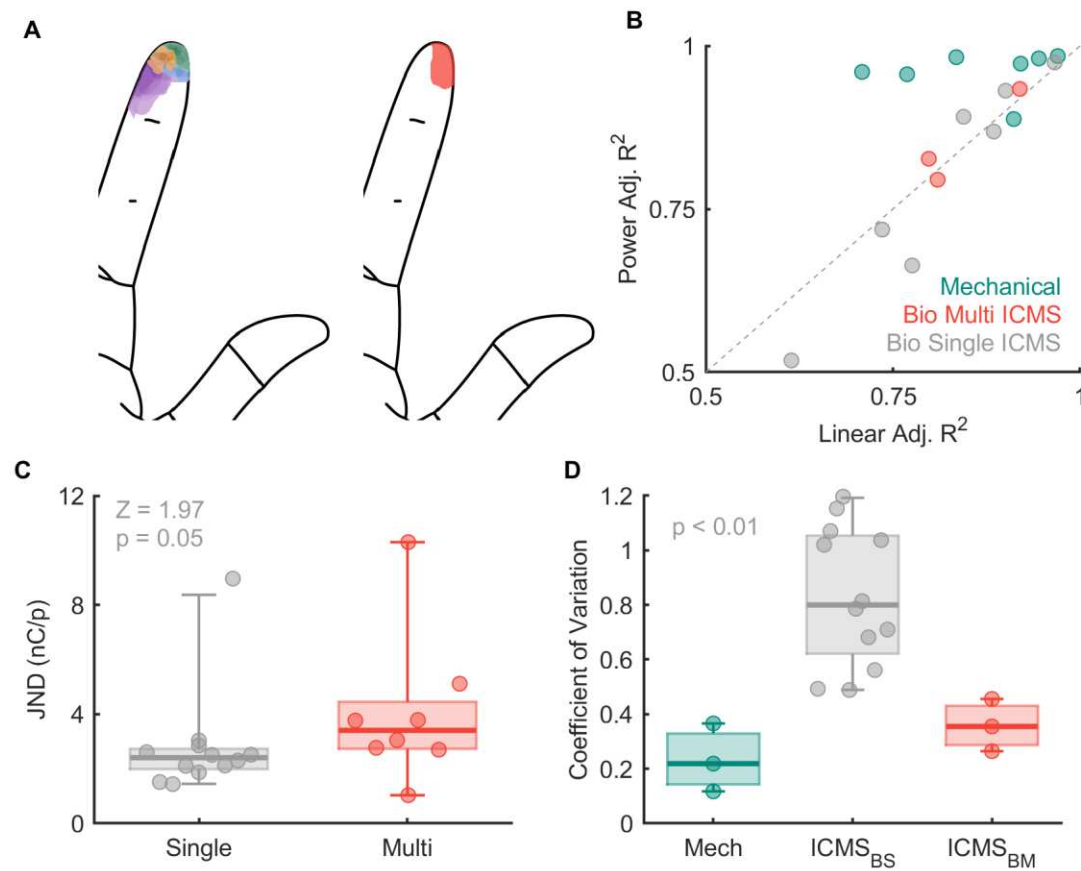 A
B
1
0.75
0.5
Power Adj. R²
Mechanical
Bio Multi ICMS
Bio Single ICMS
0.5
0.75
1
Linear Adj. R²
C
12
8
4
0
JND (nC/p)
Z = 1.97
p = 0.05
Single
Multi
D
1.2
1
0.8
0.6
0.4
0.2
0
Coefficient of Variation
p < 0.01
Mech
ICMS_BS
ICMS_BM